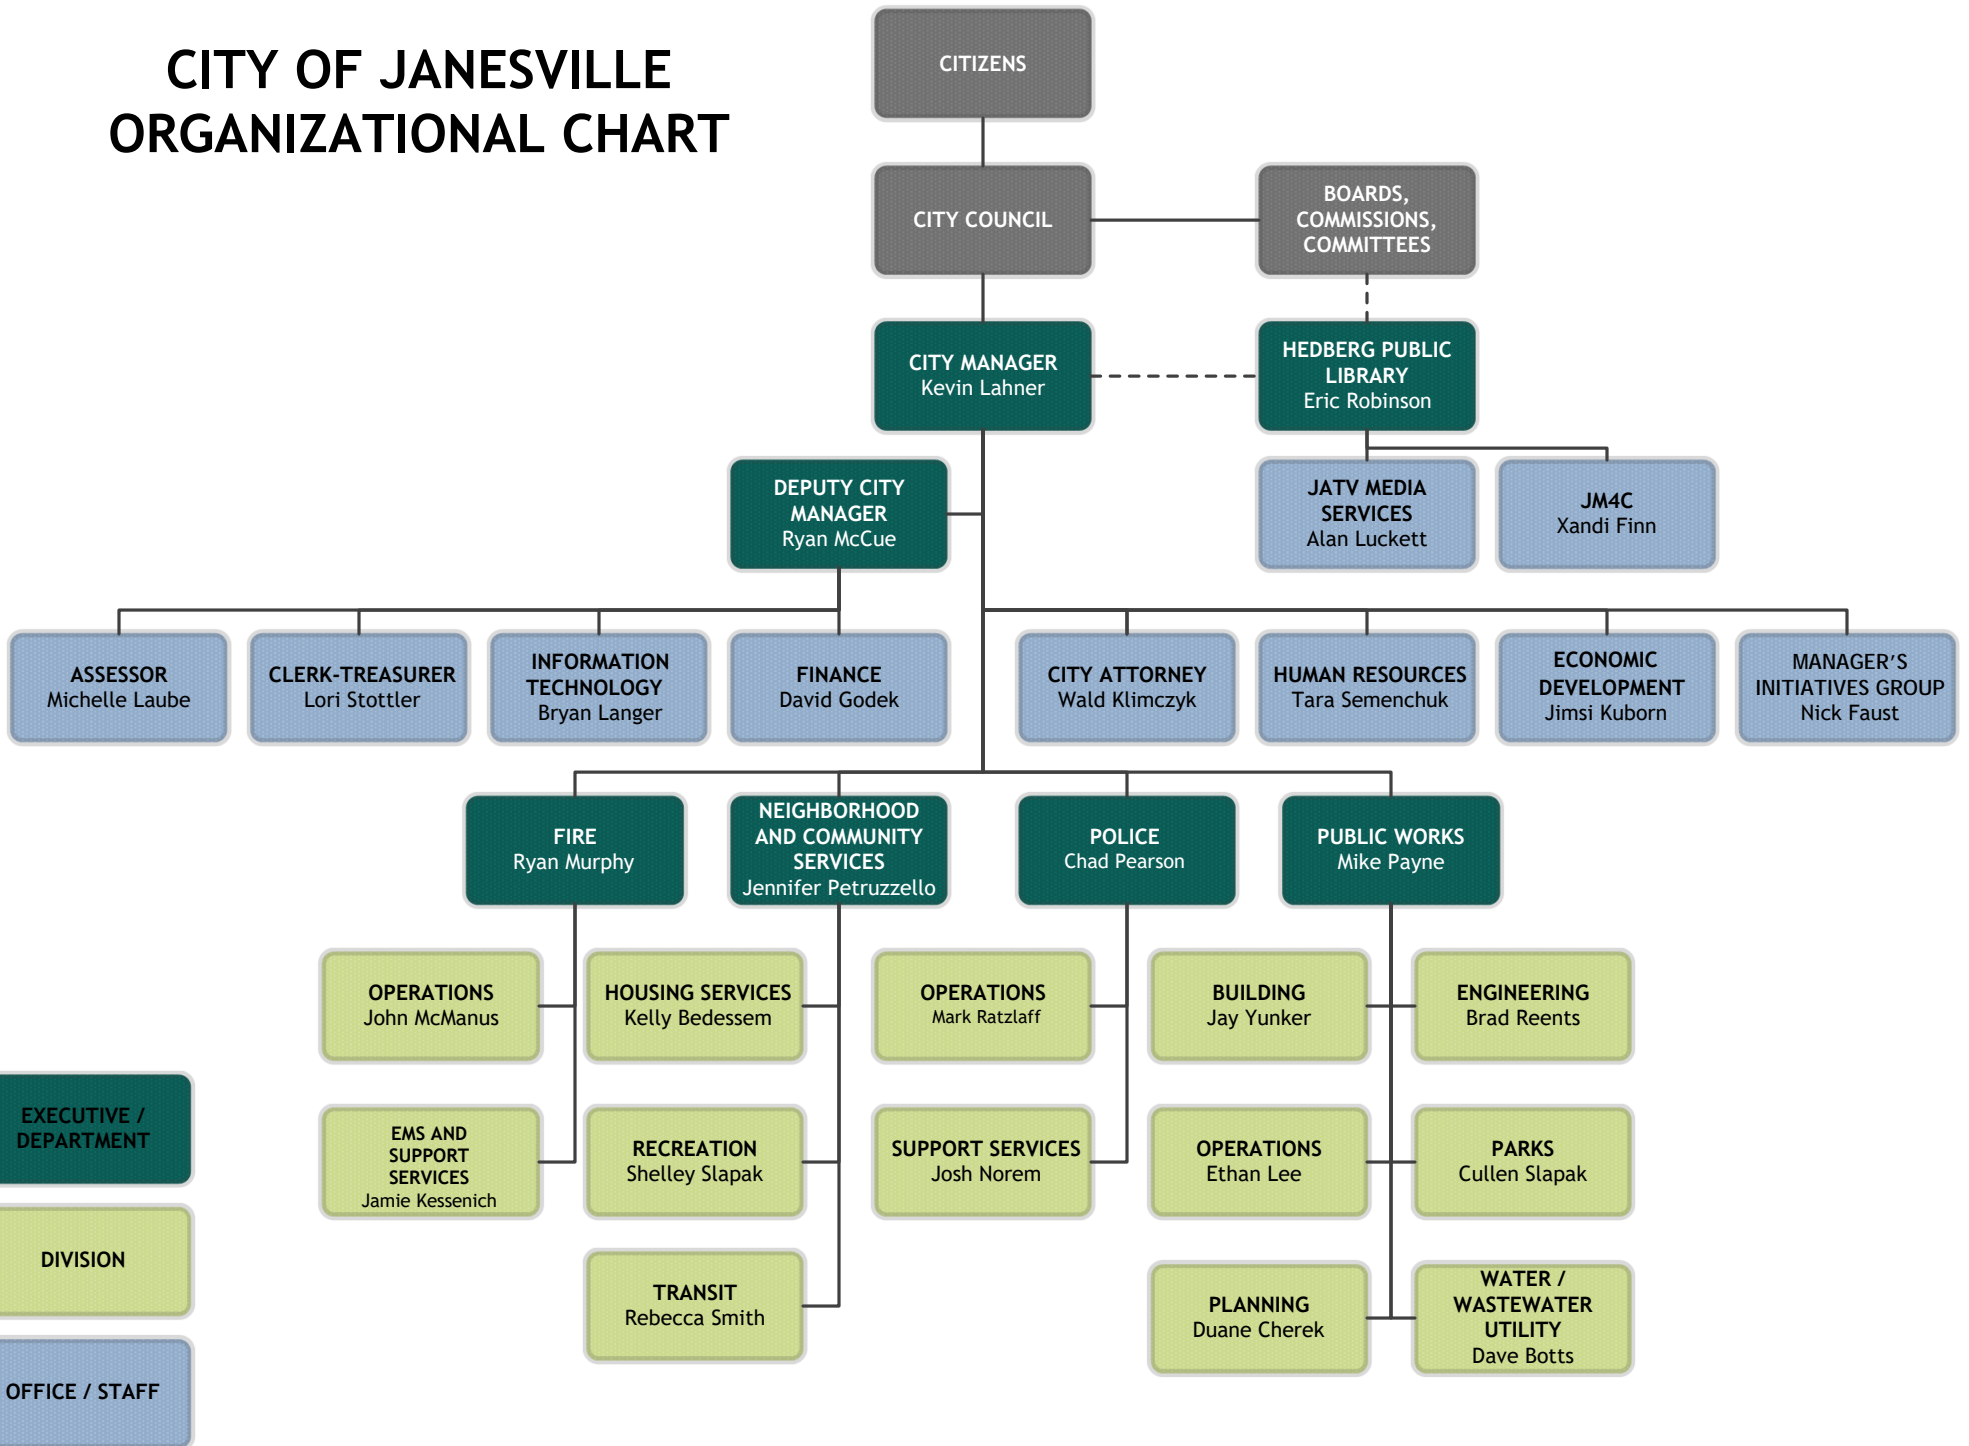 CITY OF JANESVILLE
ORGANIZATIONAL CHART
CITIZENS
CITY COUNCIL
BOARDS,
COMMISSIONS,
COMMITTEES
CITY MANAGER
Kevin Lahner
HEDBERG PUBLIC
LIBRARY
Eric Robinson
DEPUTY CITY
MANAGER
Ryan McCue
JATV MEDIA
SERVICES
Alan Luckett
JM4C
Xandi Finn
ASSESSOR
Michelle Laube
CLERK-TREASURER
Lori Stottler
INFORMATION
TECHNOLOGY
Bryan Langer
FINANCE
David Godek
CITY ATTORNEY
Wald Klimczyk
HUMAN RESOURCES
Tara Semenchuk
ECONOMIC
DEVELOPMENT
Jimsi Kuborn
MANAGER'S
INITIATIVES GROUP
Nick Faust
FIRE
Ryan Murphy
NEIGHBORHOOD
AND COMMUNITY
SERVICES
Jennifer Petruzzello
POLICE
Chad Pearson
PUBLIC WORKS
Mike Payne
OPERATIONS
John McManus
HOUSING SERVICES
Kelly Bedessem
OPERATIONS
Mark Ratzlaff
BUILDING
Jay Yunker
ENGINEERING
Brad Reents
EMS AND
SUPPORT
SERVICES
Jamie Kessenich
RECREATION
Shelley Slapak
SUPPORT SERVICES
Josh Norem
OPERATIONS
Ethan Lee
PARKS
Cullen Slapak
TRANSIT
Rebecca Smith
PLANNING
Duane Cherek
WATER /
WASTEWATER
UTILITY
Dave Botts
EXECUTIVE /
DEPARTMENT
DIVISION
OFFICE / STAFF